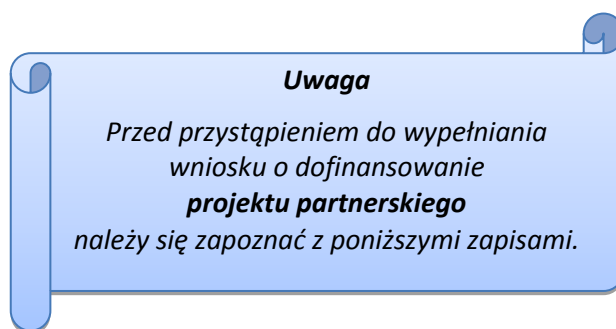 Uwaga
Przed przystąpieniem do wypełniania
wniosku o dofinansowanie
projektu partnerskiego
należy się zapoznać z poniższymi zapisami.